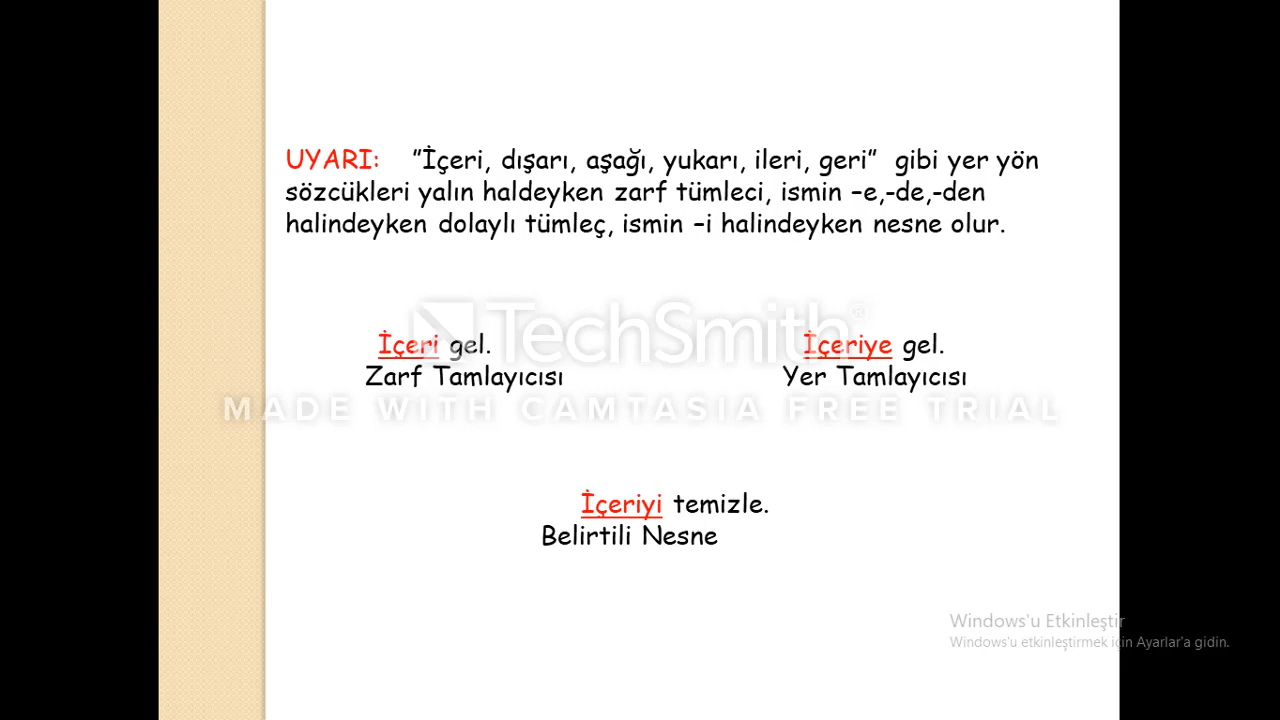 UYARI: ”İçeri, dışarı, aşağı, yukarı, ileri, geri” gibi yer yön
sözcükleri yalın haldeyken zarf tümleci, ismin –e,-de,-den
halindeyken dolaylı tümleç, ismin –i halindeyken nesne olur.
TechSmith®
İçeri gel.
İçeriye gel.
Zarf Tamlayıcısı
Yer Tamlayıcısı
MADE WITH CAMTASIA FREE TRIAL
İçeriyi temizle.
Belirtili Nesne
Windows'u Etkinleştir
Windows'u etkinleştirmek için Ayarlar'a gidin.